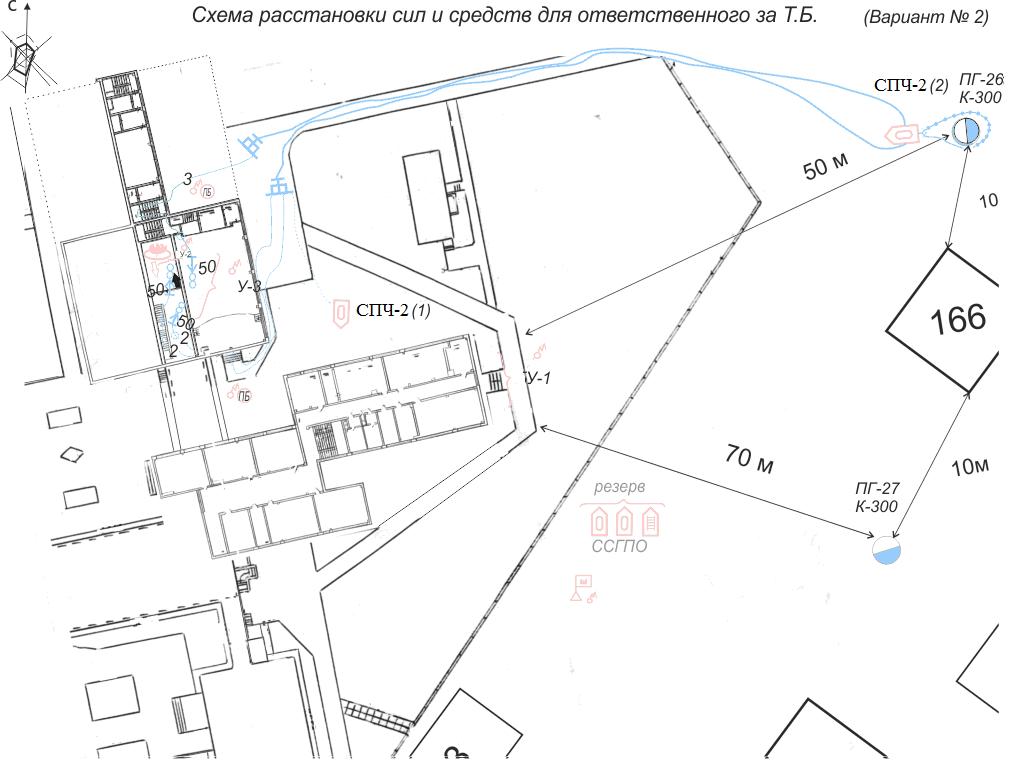 С
Схема расстановки сил и средств для ответственного за Т.Б.
(Вариант № 2)
СПЧ-2 (2)
ПГ-26
К-300
50 м
3
ПБ
10
У-2
50
50
У-3
СПЧ-2 (1)
166
50
2
2
У-1
ПБ
70 м
10м
ПГ-27
К-300
резерв
ССГПО